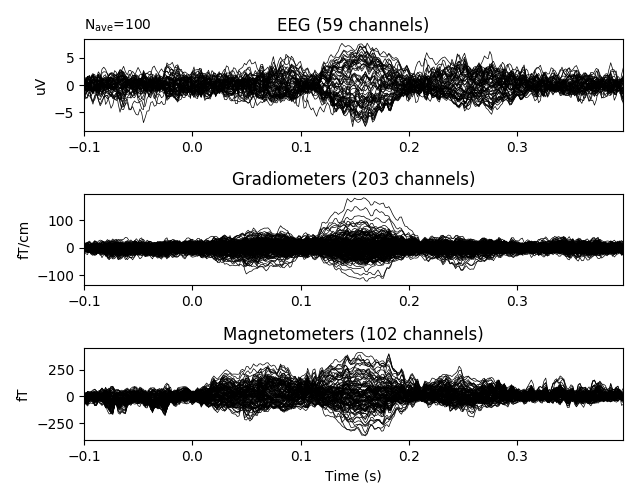 N_ave=100 EEG (59 channels)
5
0
−5
uV
−0.1 0.0 0.1 0.2 0.3
Gradiometers (203 channels)
100
0
−100
fT/cm
−0.1 0.0 0.1 0.2 0.3
Magnetometers (102 channels)
250
0
−250
fT
−0.1 0.0 0.1 0.2 0.3
Time (s)